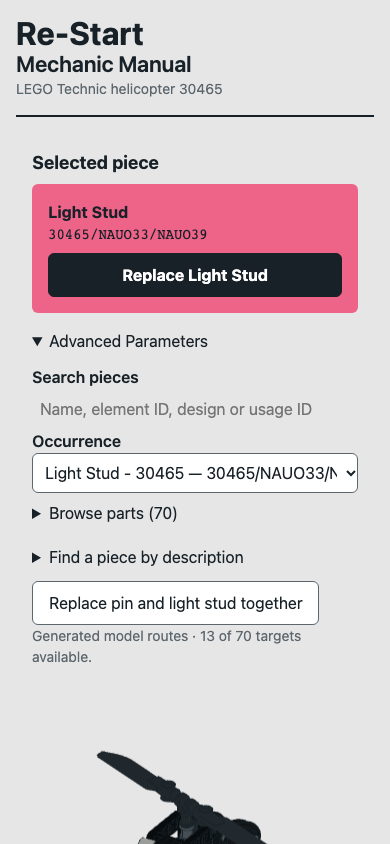 Re-Start
Mechanic Manual
LEGO Technic helicopter 30465
Selected piece
Light Stud
30465/NAUO33/NAUO39
Replace Light Stud
▼ Advanced Parameters
Search pieces
Name, element ID, design or usage ID
Occurrence
Light Stud - 30465 — 30465/NAUO33/N
▶ Browse parts (70)
▶ Find a piece by description
Replace pin and light stud together
Generated model routes · 13 of 70 targets
available.